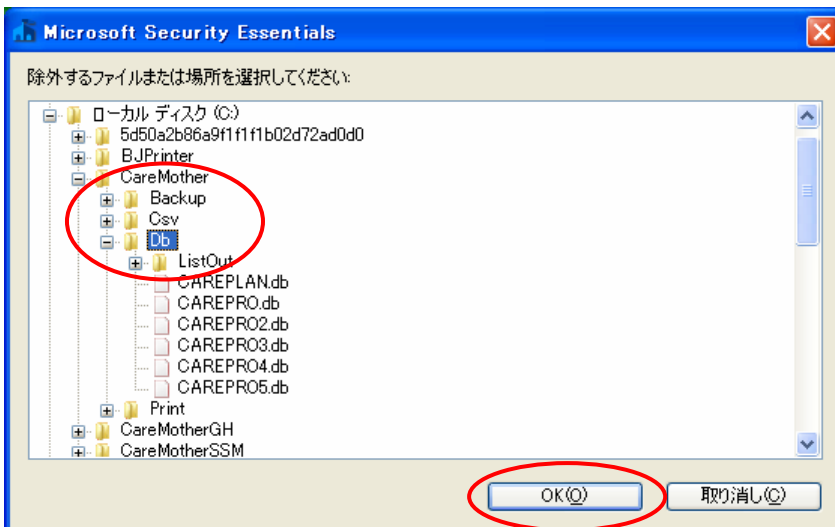 Microsoft Security Essentials
除外するファイルまたは場所を選択してください:
ローカル ディスク (C:)
5d50a2b86a9f1f1f1b02d72ad0d0
BJPrinter
CareMother
Backup
Csv
Db
ListOut
CAREPLAN.db
CAREPRO.db
CAREPRO2.db
CAREPRO3.db
CAREPRO4.db
CAREPRO5.db
Print
CareMotherGH
CareMotherSSM
OK(O) 取り消し(C)